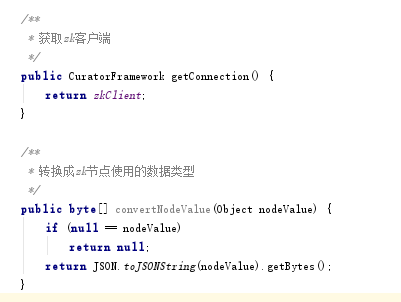 /**
 * 获取zk客户端
 */
public CuratorFramework getConnection() {
    return zkClient;
}
/**
 * 转换成zk节点使用的数据类型
 */
public byte[] convertNodeValue(Object nodeValue) {
    if (null == nodeValue)
        return null;
    return JSON.toJSONString(nodeValue).getBytes();
}